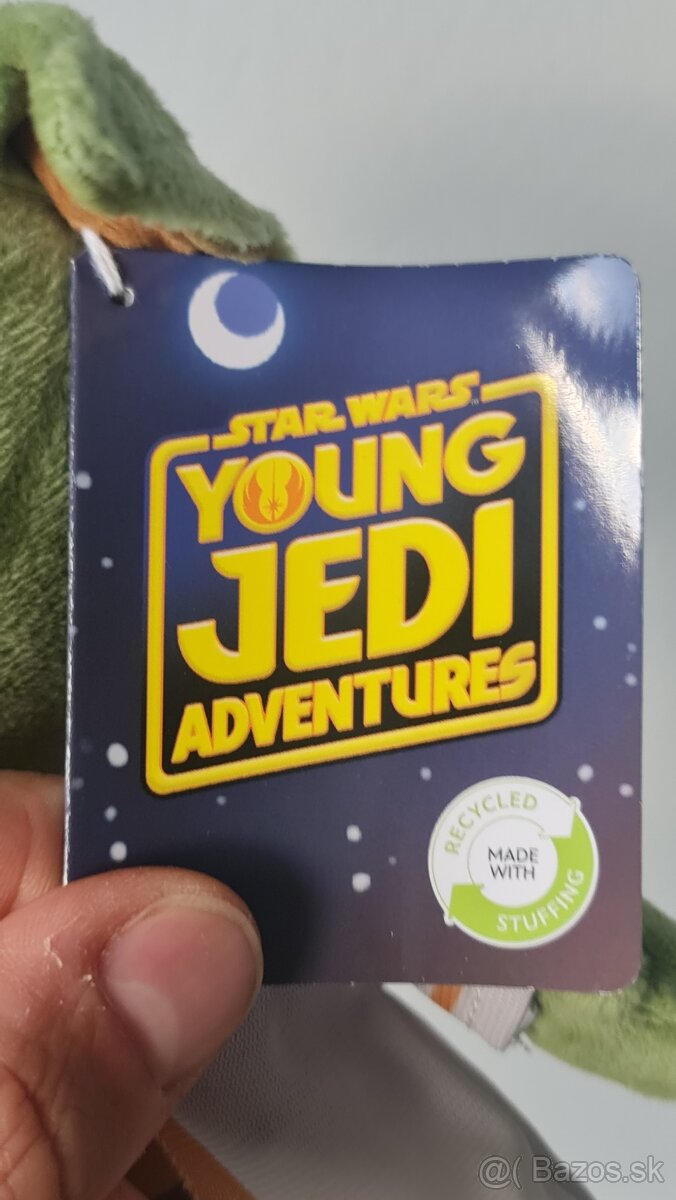 STAR WARS
YOUNG
JEDI
ADVENTURES
RECYCLED
MADE
WITH
STUFFING
@( Bazos.sk